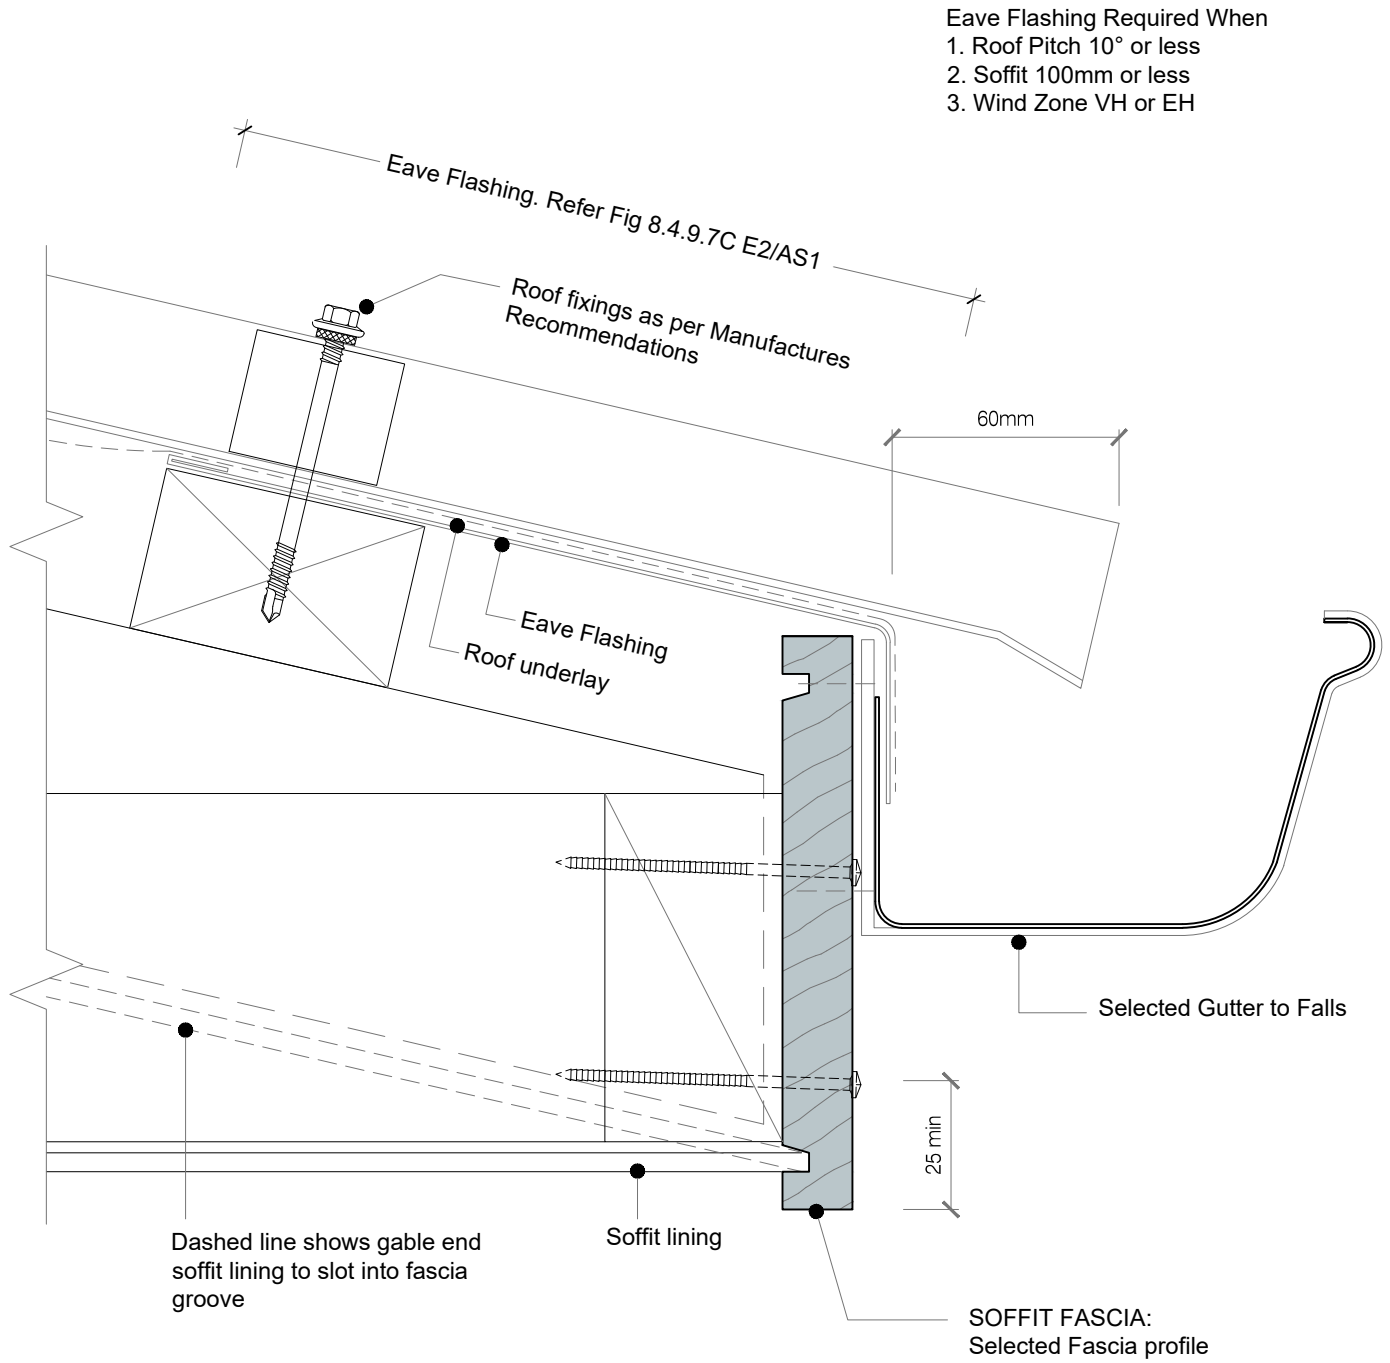 Eave Flashing Required When
1. Roof Pitch 10° or less
2. Soffit 100mm or less
3. Wind Zone VH or EH
Eave Flashing. Refer Fig 8.4.9.7C E2/AS1
Roof fixings as per Manufactures
Recommendations
60mm
Eave Flashing
Roof underlay
Selected Gutter to Falls
25 min
Dashed line shows gable end
soffit lining to slot into fascia
groove
Soffit lining
SOFFIT FASCIA:
Selected Fascia profile